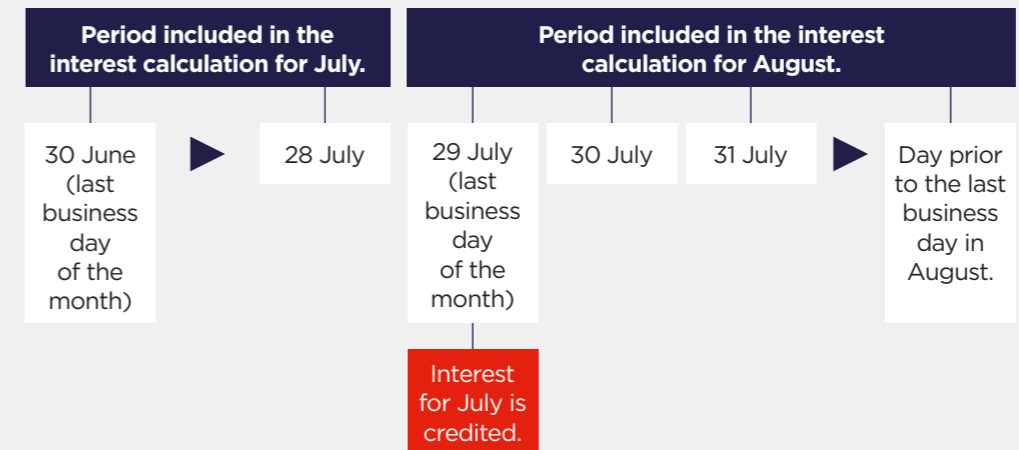 Period included in the
interest calculation for July.
Period included in the interest
calculation for August.
30 June
(last
business
day
of the
month)
28 July
29 July
(last
business
day
of the
month)
30 July
31 July
Day prior
to the last
business
day in
August.
Interest
for July is
credited.